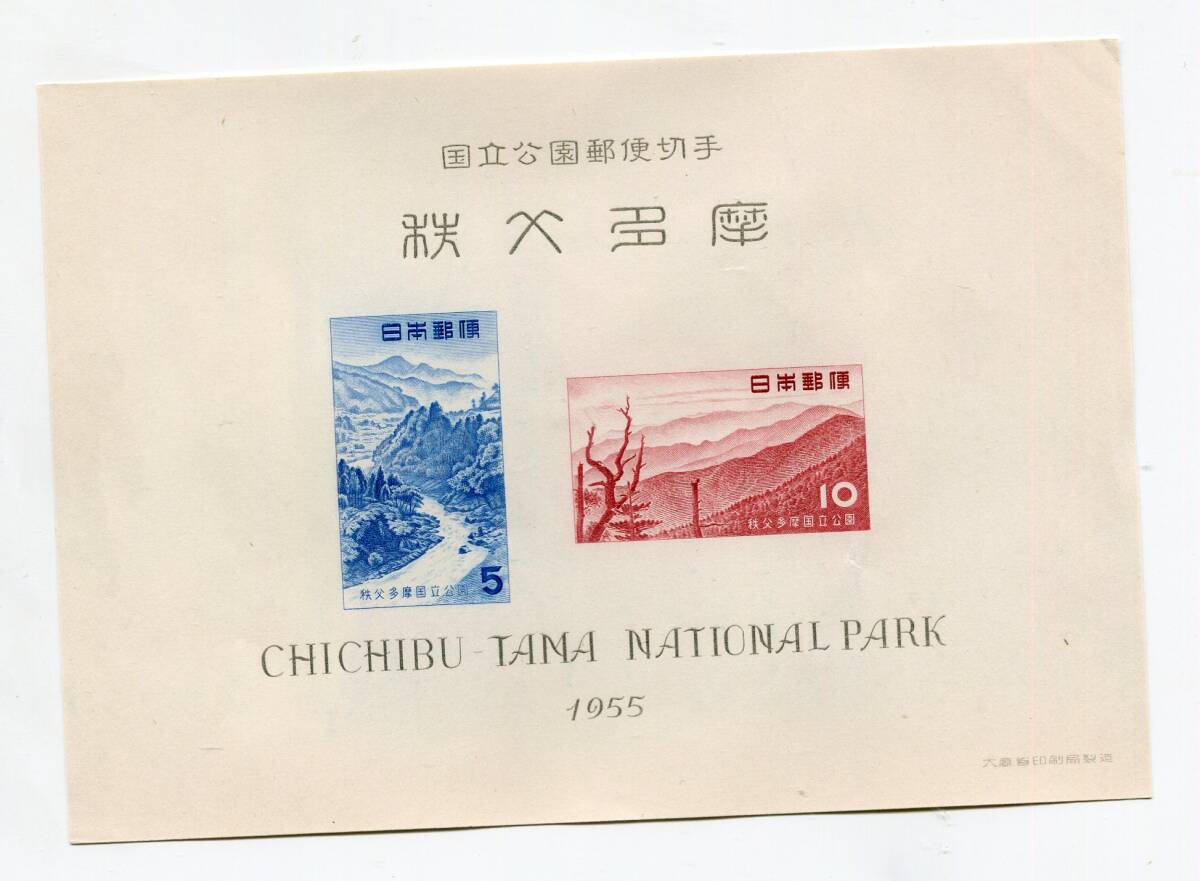 国立公園郵便切手
秩父多摩
日本郵便
5
秩父多摩国立公園
日本郵便
10
秩父多摩国立公園
CHICHIBU-TAMA NATIONAL PARK
1955
大蔵省印刷局製造